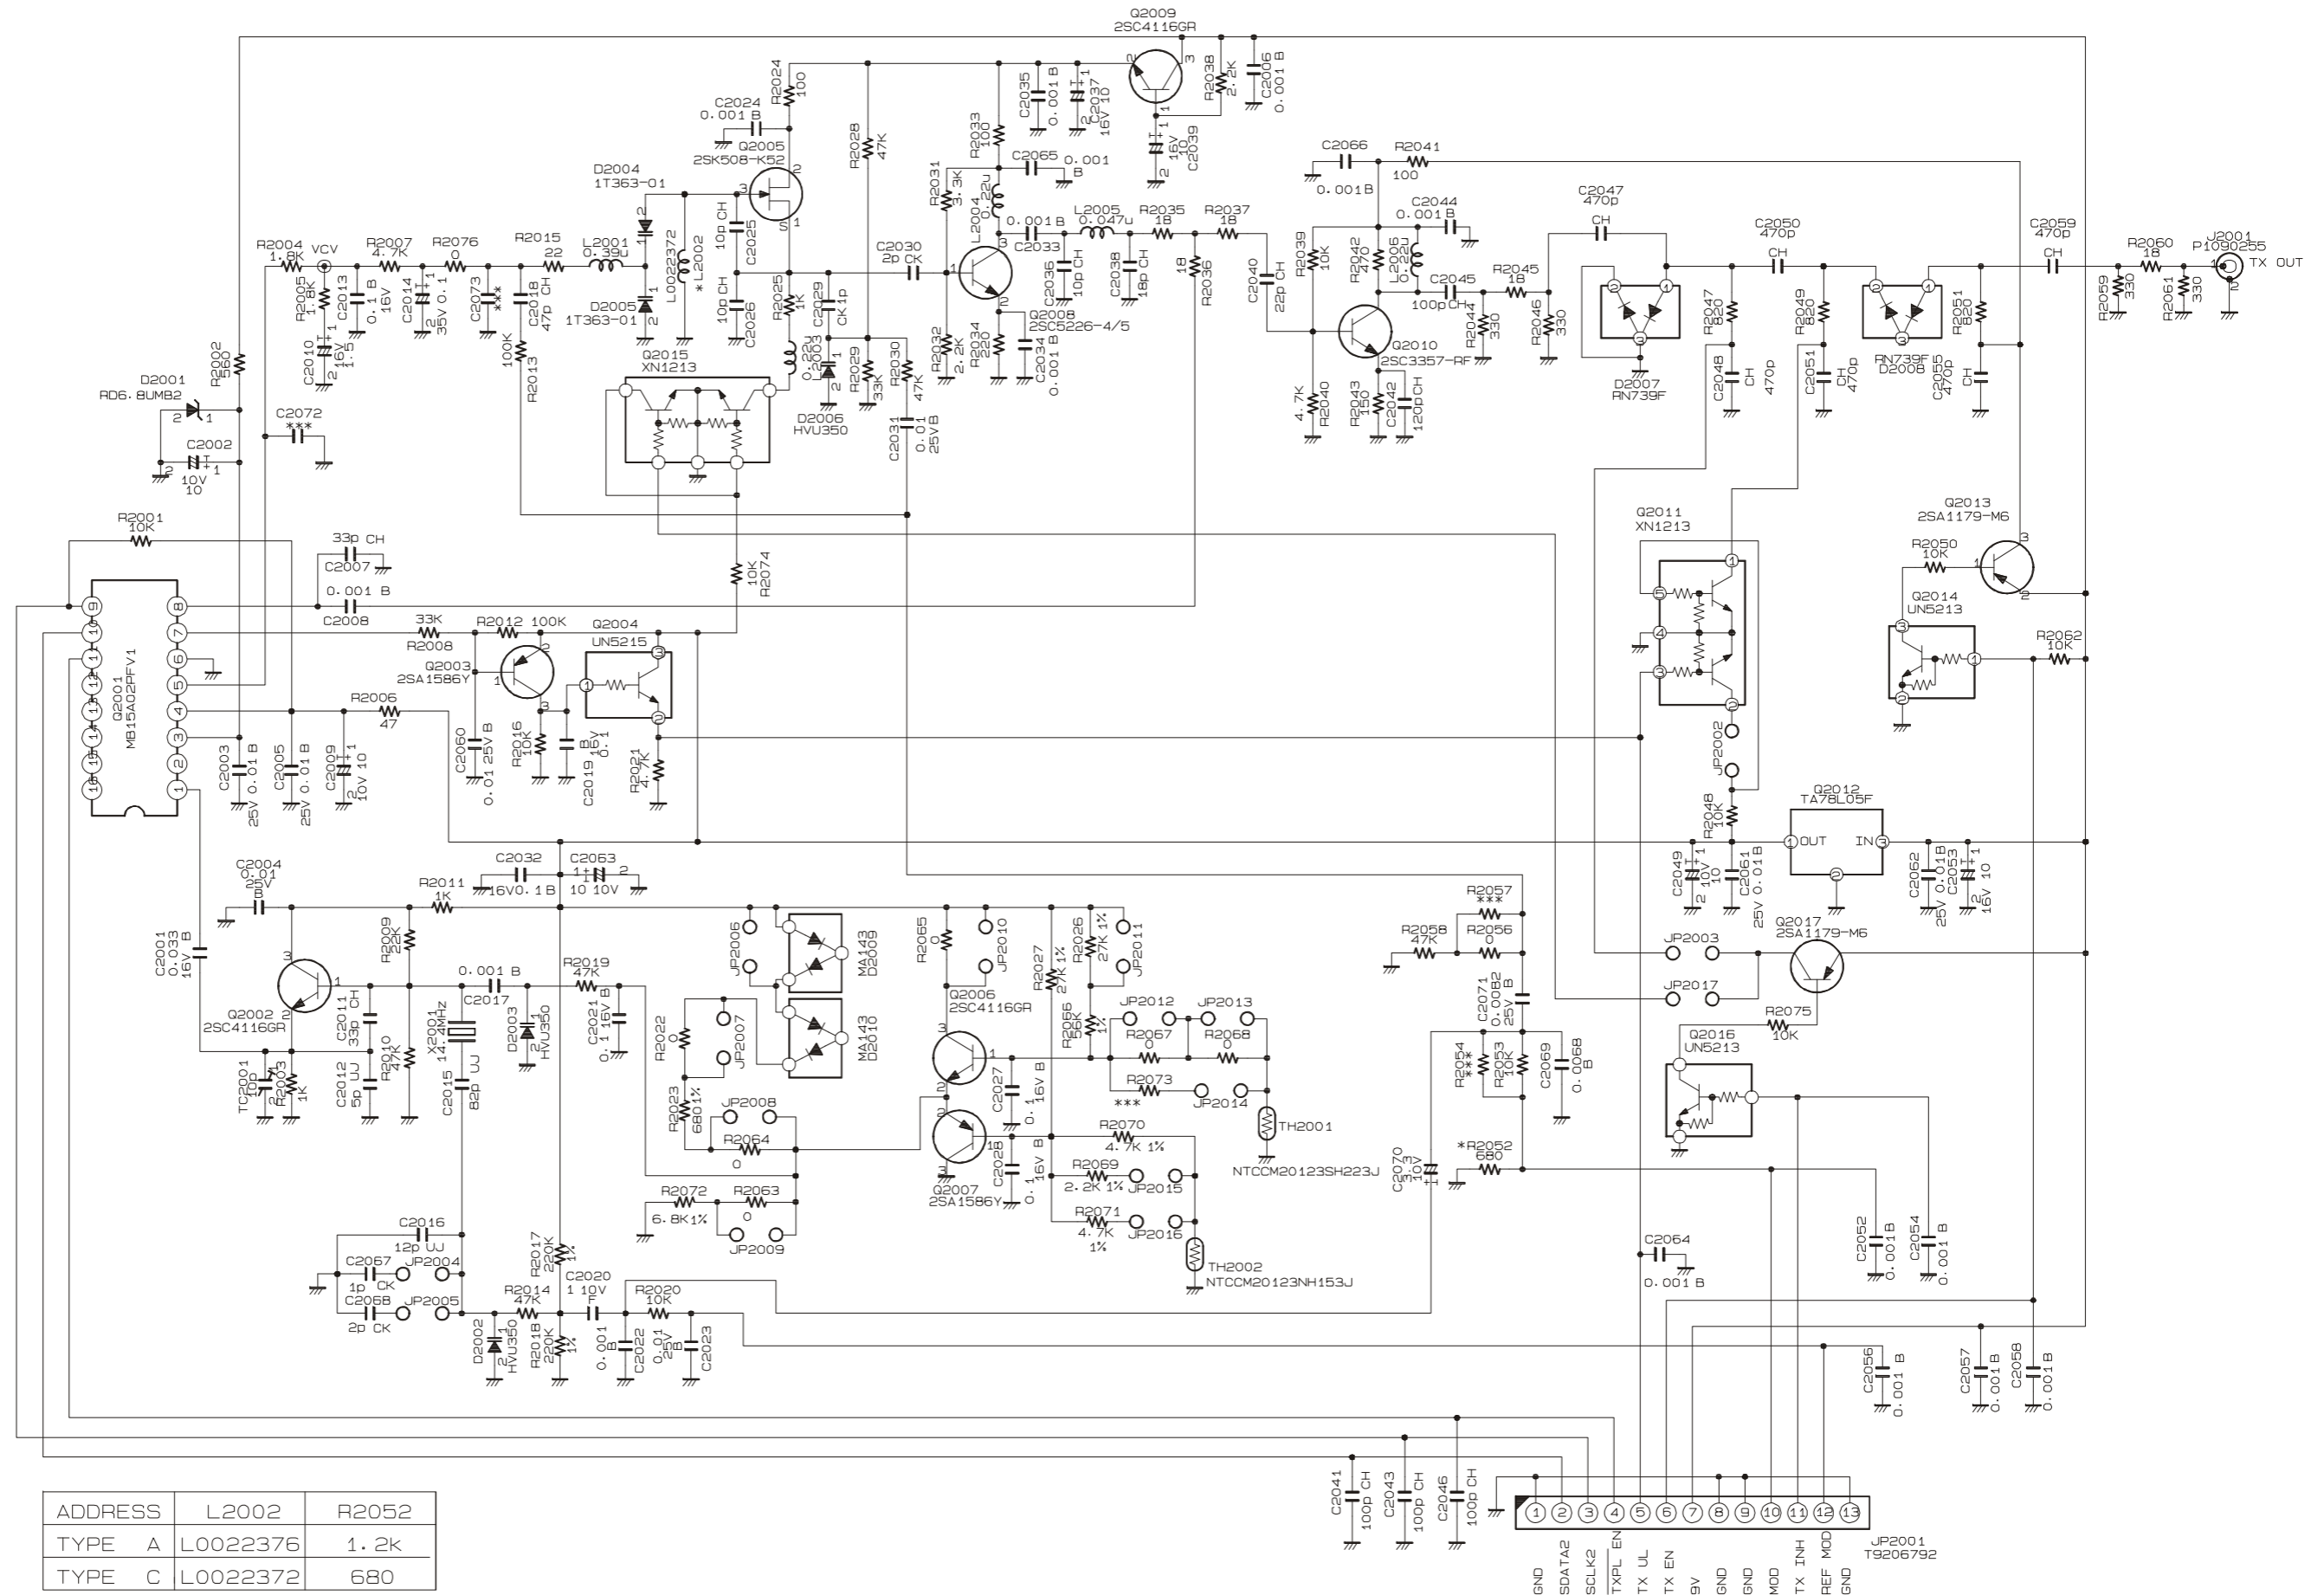 Q2009
2SC4116GR
R2024
100
C2024
0.001 B
Q2005
2SK508-K52
D2004
1T363-01
R2028
47K
C2035
0.001 B
C2037
16V 10
R2038
2.2K
C2006
0.001 B
R2033
100
C2065
0.001
B
16V
10
C2039
R2031
3.3K
L2004
0.22u
C2066
0.001B
R2041
100
C2047
470p
CH
C2044
0.001 B
C2050
470p
CH
C2059
470p
CH
R2060
18
J2001
P1090255
TX OUT
R2004
1.8K
VCV
R2007
4.7K
R2076
0
R2015
22
L2001
0.39u
L0022372
*L2002
10p CH
C2025
C2030
2p CK
0.001B
C2033
L2005
0.047u
R2035
18
R2037
18
R2039
10K
R2042
470
L2006
0.22u
C2045
100pCH
R2045
18
R2005
1.8K
C2013
0.1 B
16V
C2014
35V 0.1
C2073
***
C2018
47p CH
D2005
1T363-01
10p CH
C2026
R2025
1K
C2029
CK1p
C2036
10p CH
C2038
18p CH
18
R2036
C2040
22p CH
R2044
330
R2046
330
R2047
820
R2049
820
R2051
820
R2059
330
R2061
330
C2010
16V
1.5
100K
R2013
Q2015
XN1213
0.22u
L2003
R2029
33K
R2030
47K
R2032
2.2K
R2034
220
Q2008
2SC5226-4/5
C2034
0.001 B
Q2010
2SC3357-RF
D2007
RN739F
C2048
CH
470p
C2051
CH
470p
RN739F
D2008
C2055
470p
CH
R2002
560
D2001
RD6.8UMB2
C2072
***
C2002
10V
10
D2006
HVU350
C2031
0.01
25VB
4.7K
R2040
R2043
150
C2042
120pCH
R2001
10K
33p CH
C2007
0.001 B
C2008
10K
R2074
Q2011
XN1213
Q2013
2SA1179-M6
R2050
10K
Q2014
UN5213
R2062
10K
Q2001
MB15A02PFV1
33K
R2008
R2012 100K
Q2004
UN5215
Q2003
2SA1586Y
R2006
47
C2003
25V 0.01 B
C2005
25V 0.01 B
C2009
10V 10
C2060
0.01 25V B
R2016
10K
C2019
B 16V
0.1
R2021
4.7K
JP2002
R2048
10K
Q2012
TA78L05F
OUT
IN
C2049
10V
10
C2061
25V 0.01B
C2062
25V 0.01B
C2053
16V 10
C2004
0.01
25V
B
C2032
16V0.1 B
C2063
10 10V
R2011
1K
R2009
22K
C2001
0.033
16V B
Q2002
2SC4116GR
C2011
33p CH
X2001
14.4MHz
0.001 B
C2017
R2019
47K
C2021
0.1 16V B
D2003
HVU350
JP2006
MA143
D2009
MA143
D2010
R2022
0
JP2007
R2065
0
JP2010
R2027
27K 1%
R2026
27K 1%
JP2011
Q2006
2SC4116GR
R2066
56K
1%
JP2012
JP2013
R2067
0
R2068
0
R2073
***
JP2014
R2057
***
R2058
47K
R2056
0
C2071
0.0082
25V B
JP2003
JP2017
Q2017
2SA1179-M6
R2075
10K
Q2016
UN5213
R2054
***
R2053
10K
C2069
0.0068
B
TC2001
10p
R2003
1K
C2012
5p UJ
R2010
47K
C2015
82p UJ
R2023
680 1%
JP2008
R2064
0
C2027
0.1
16V B
C2028
0.1
16V B
R2070
4.7K 1%
R2069
2.2K 1%
JP2015
R2071
4.7K
1%
JP2016
TH2001
NTCCM20123SH223J
*R2052
680
C2070
3.3
10V
Q2007
2SA1586Y
R2072
6.8K1%
R2063
0
JP2009
TH2002
NTCCM20123NH153J
C2016
12p UJ
C2067
1p CK
JP2004
C2068
2p CK
JP2005
R2017
220K
1%
R2014
47K
C2020
1 10V
F
R2020
10K
D2002
HVU350
R2018
220K
1%
0.001
B
C2022
0.01
25V
B
C2023
C2064
0.001 B
C2052
0.001B
C2054
0.001 B
C2056
0.001 B
C2057
0.001 B
C2058
0.001 B
C2041
100p CH
C2043
100p CH
C2046
100p CH
1 2 3 4 5 6 7 8 9 10 11 12 13
GND
SDATA2
SCLK2
TXPL EN
TX UL
TX EN
9V
GND
GND
MOD
TX INH
REF MOD
GND
JP2001
T9206792
ADDRESS L2002 R2052
TYPE A L0022376 1.2k
TYPE C L0022372 680